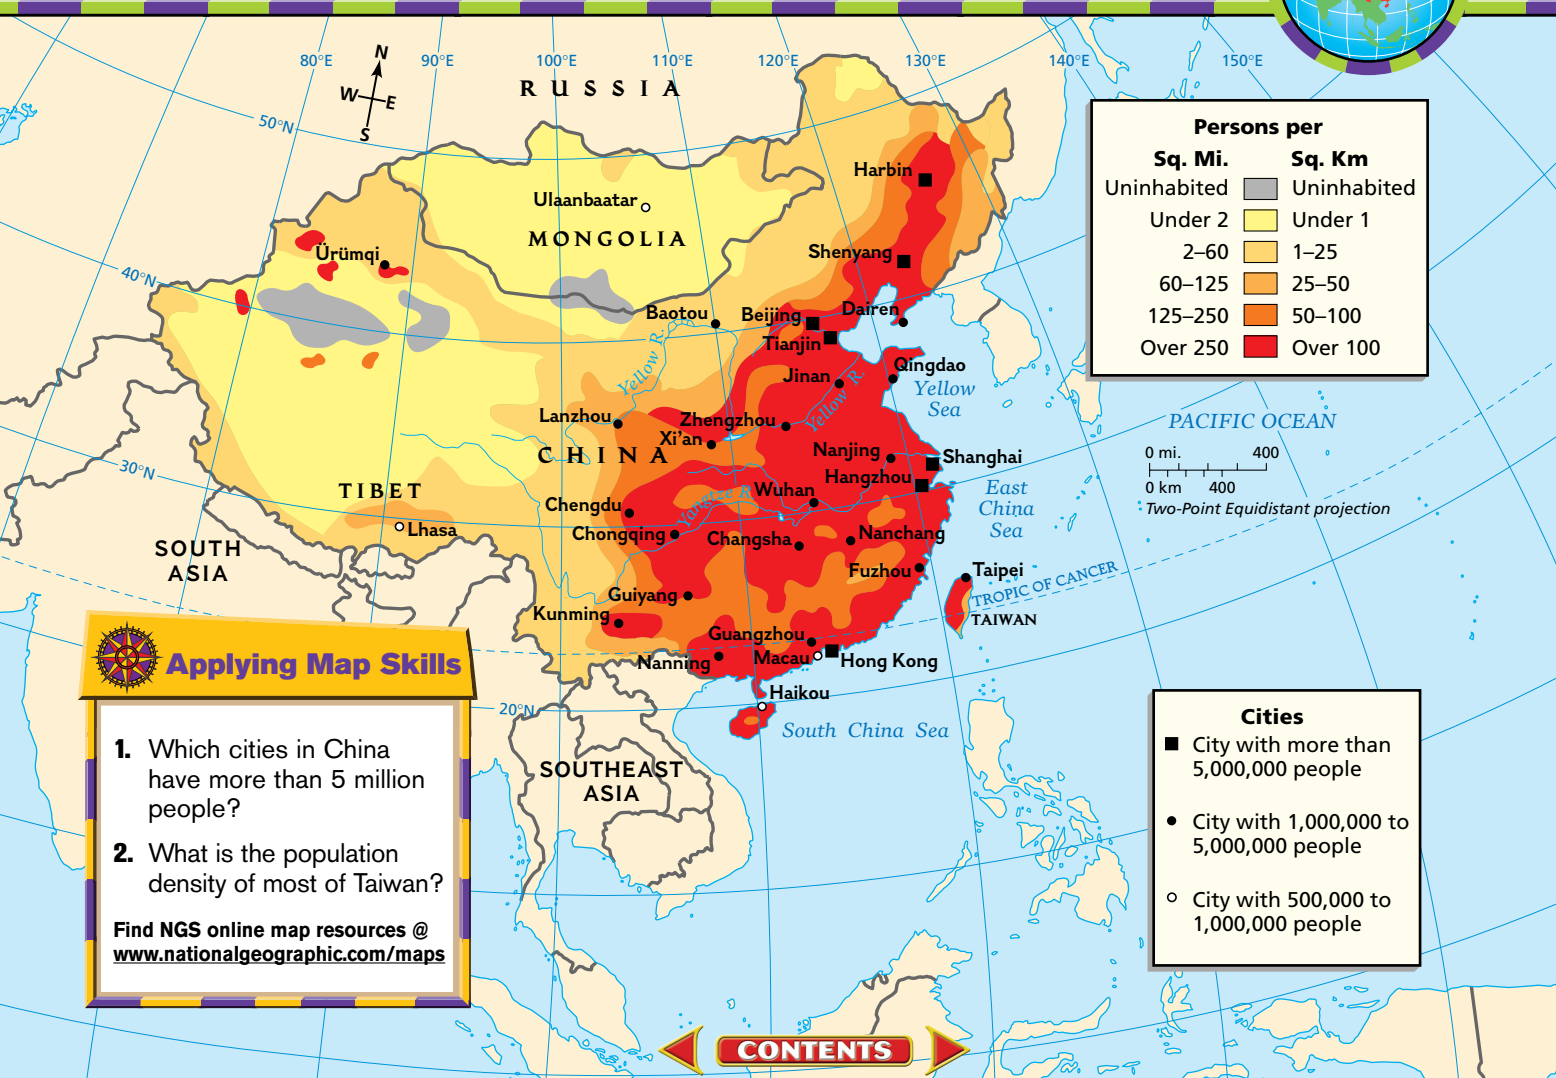 80°E
90°E
100°E
110°E
120°E
130°E
140°E
150°E
N
W
E
S
RUSSIA
50°N
Harbin
Ulaanbaatar
MONGOLIA
Ürümqi
Shenyang
40°N
Baotou
Beijing
Dairen
Tianjin
Yellow R.
Jinan
Qingdao
Yellow
Sea
Yellow R.
Lanzhou
Zhengzhou
Xi'an
CHINA
Nanjing
Shanghai
Hangzhou
30°N
TIBET
Lhasa
Chengdu
Yangtze R.
Wuhan
East
China
Sea
Chongqing
Changsha
Nanchang
SOUTH
ASIA
Fuzhou
Taipei
TROPIC OF CANCER
TAIWAN
Guiyang
Kunming
Guangzhou
Nanning
Macau
Hong Kong
Haikou
20°N
South China Sea
SOUTHEAST
ASIA
PACIFIC OCEAN
0 mi. 400
0 km 400
Two-Point Equidistant projection
Persons per
Sq. Mi. Sq. Km
Uninhabited Uninhabited
Under 2 Under 1
2–60 1–25
60–125 25–50
125–250 50–100
Over 250 Over 100
Cities
City with more than
5,000,000 people
City with 1,000,000 to
5,000,000 people
City with 500,000 to
1,000,000 people
Applying Map Skills
1. Which cities in China
have more than 5 million
people?
2. What is the population
density of most of Taiwan?
Find NGS online map resources @
www.nationalgeographic.com/maps
CONTENTS